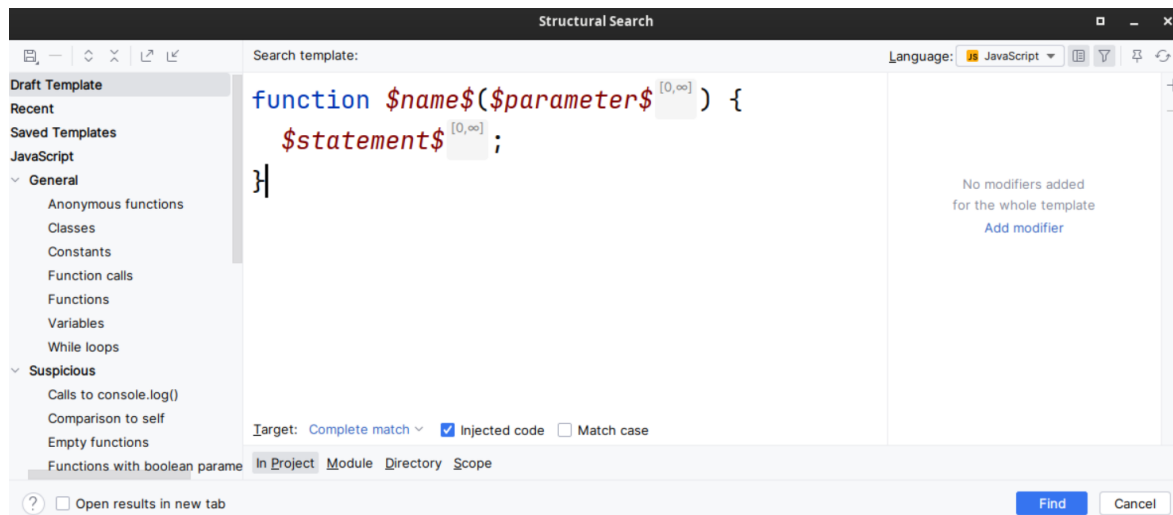 Structural Search
Search template:
Language: JS JavaScript
Draft Template
Recent
Saved Templates
JavaScript
General
Anonymous functions
Classes
Constants
Function calls
Functions
Variables
While loops
Suspicious
Calls to console.log()
Comparison to self
Empty functions
Functions with boolean parame
function $name$($parameter$ [0,∞] ) {
$statement$ [0,∞] ;
}
No modifiers added
for the whole template
Add modifier
Target: Complete match Injected code Match case
In Project Module Directory Scope
? Open results in new tab
Find Cancel